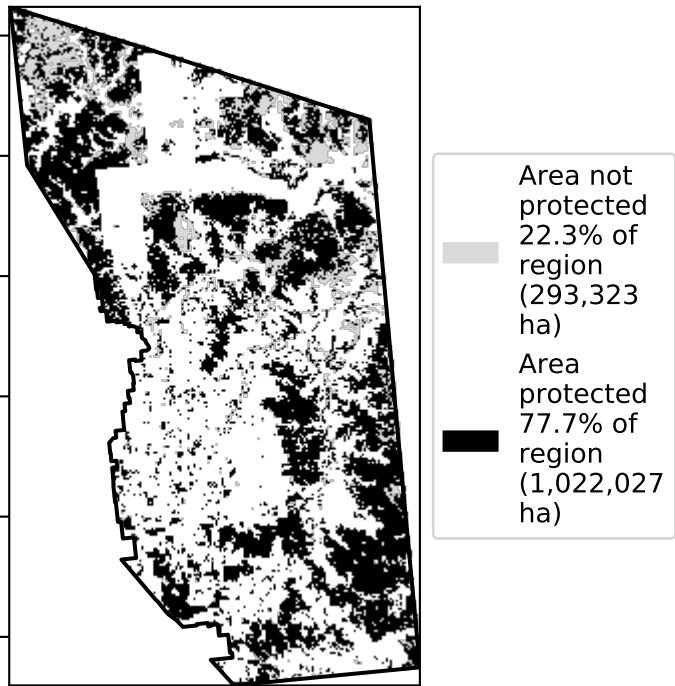 Area not
protected
22.3% of
region
(293,323
ha)
Area
protected
77.7% of
region
(1,022,027
ha)